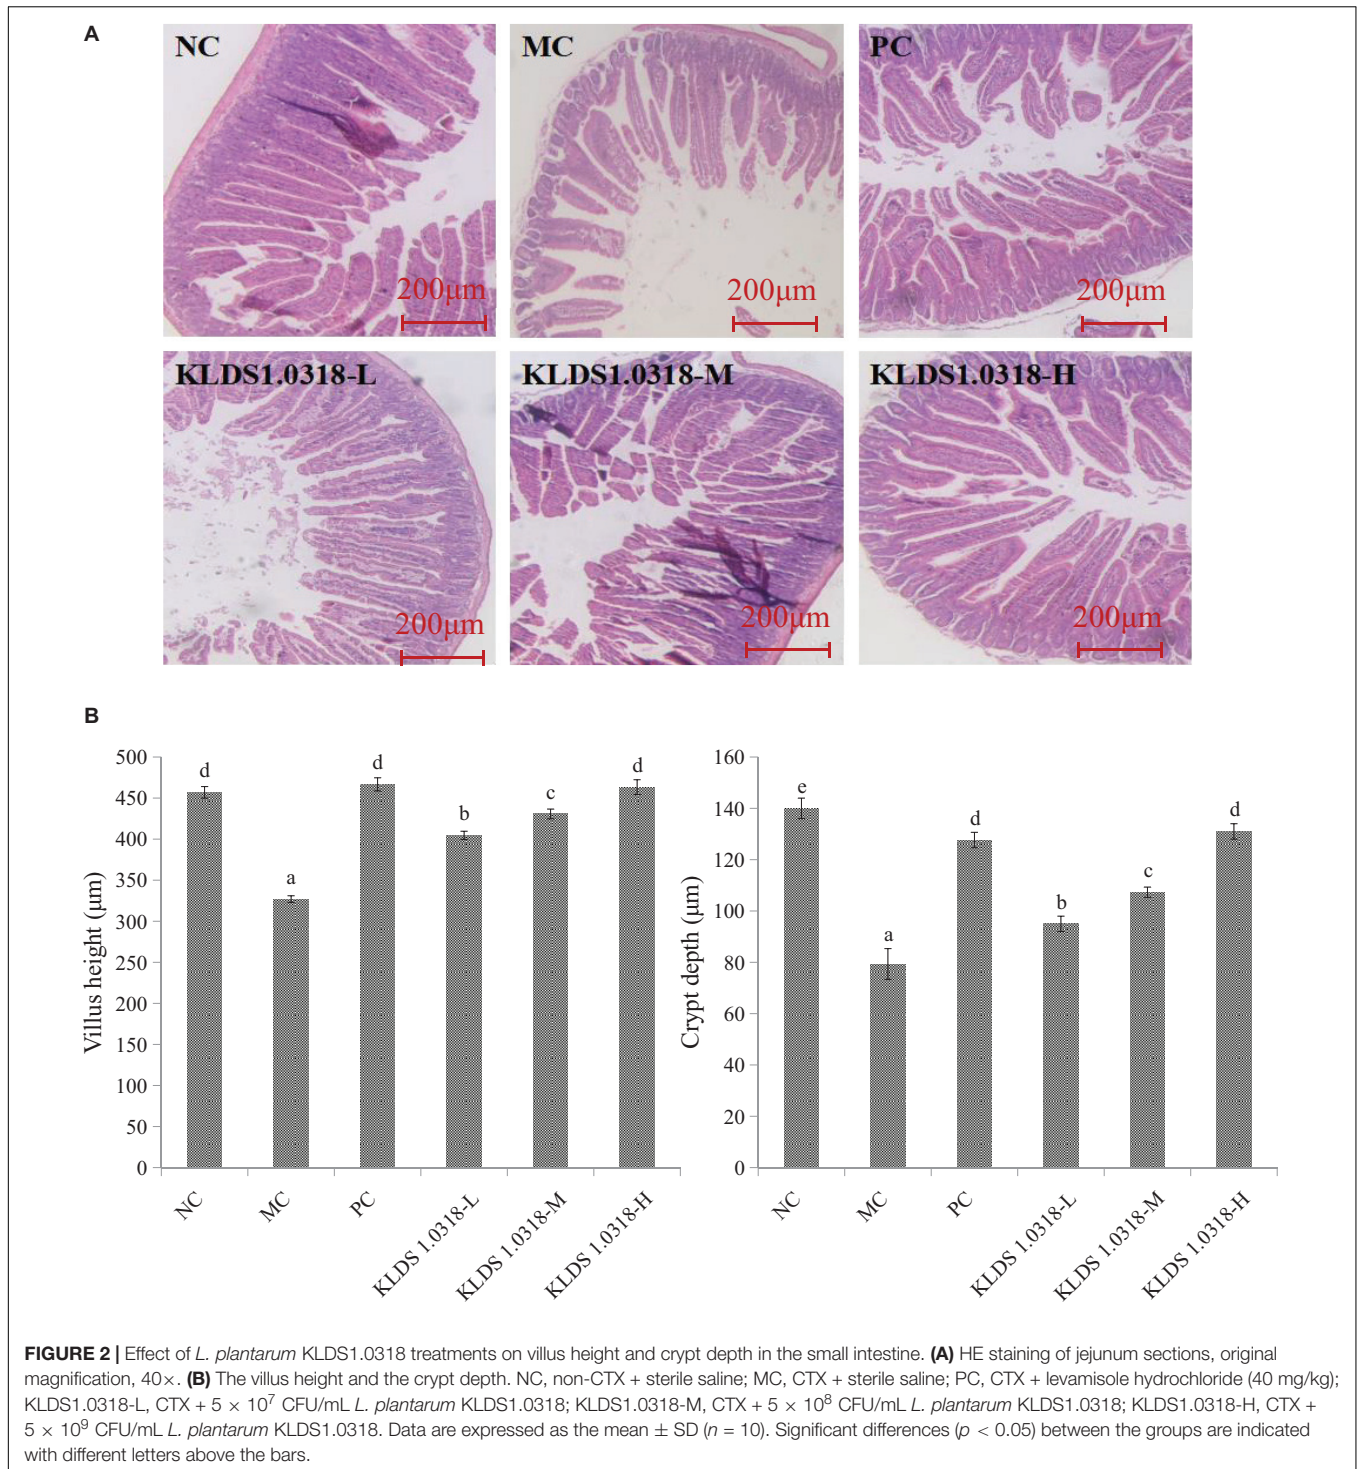 A
NC
MC
PC
200µm
200µm
200µm
KLDS1.0318-L
KLDS1.0318-M
KLDS1.0318-H
200µm
200µm
200µm
B
Villus height (µm)
500
450
400
350
300
250
200
150
100
50
0
d
a
d
b
c
d
NC
MC
PC
KLDS 1.0318-L
KLDS 1.0318-M
KLDS 1.0318-H
Crypt depth (µm)
160
140
120
100
80
60
40
20
0
e
a
d
b
c
d
NC
MC
PC
KLDS 1.0318-L
KLDS 1.0318-M
KLDS 1.0318-H
FIGURE 2 | Effect of L. plantarum KLDS1.0318 treatments on villus height and crypt depth in the small intestine. (A) HE staining of jejunum sections, original
magnification, 40×. (B) The villus height and the crypt depth. NC, non-CTX + sterile saline; MC, CTX + sterile saline; PC, CTX + levamisole hydrochloride (40 mg/kg);
KLDS1.0318-L, CTX + 5 × 10⁷ CFU/mL L. plantarum KLDS1.0318; KLDS1.0318-M, CTX + 5 × 10⁸ CFU/mL L. plantarum KLDS1.0318; KLDS1.0318-H, CTX +
5 × 10⁹ CFU/mL L. plantarum KLDS1.0318. Data are expressed as the mean ± SD (n = 10). Significant differences (p < 0.05) between the groups are indicated
with different letters above the bars.